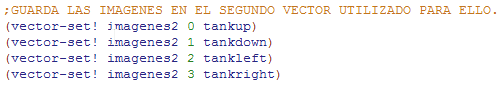 ;GUARDA LAS IMAGENES EN EL SEGUNDO VECTOR UTILIZADO PARA ELLO.
(vector-set! imagenes2 0 tankup)
(vector-set! imagenes2 1 tankdown)
(vector-set! imagenes2 2 tankleft)
(vector-set! imagenes2 3 tankright)